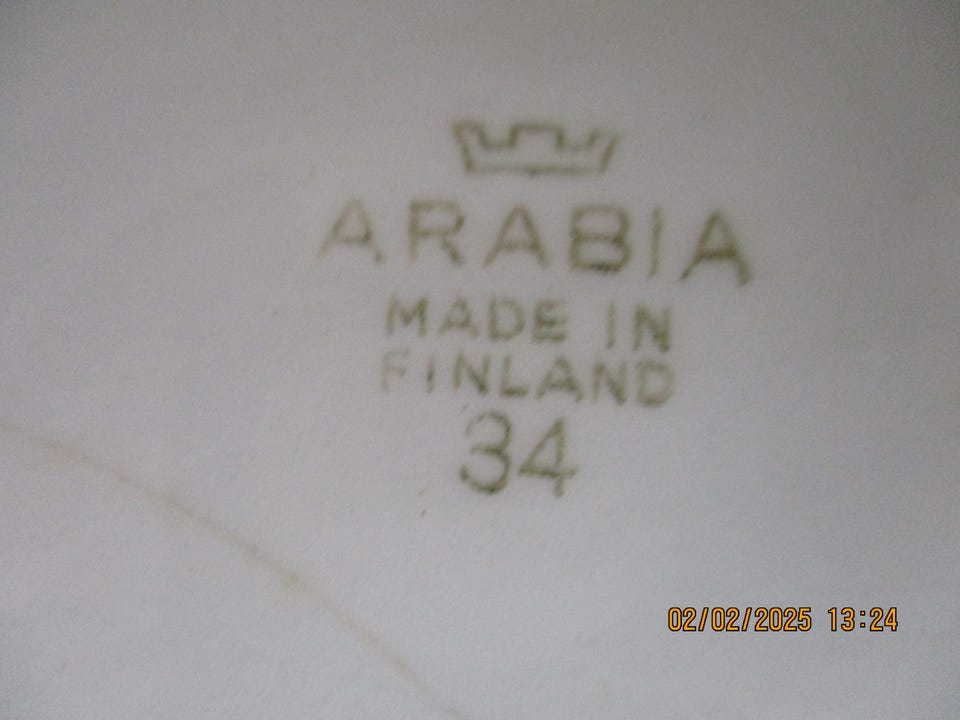 ARABIA
MADE IN
FINLAND
34
02/02/2025 13:24